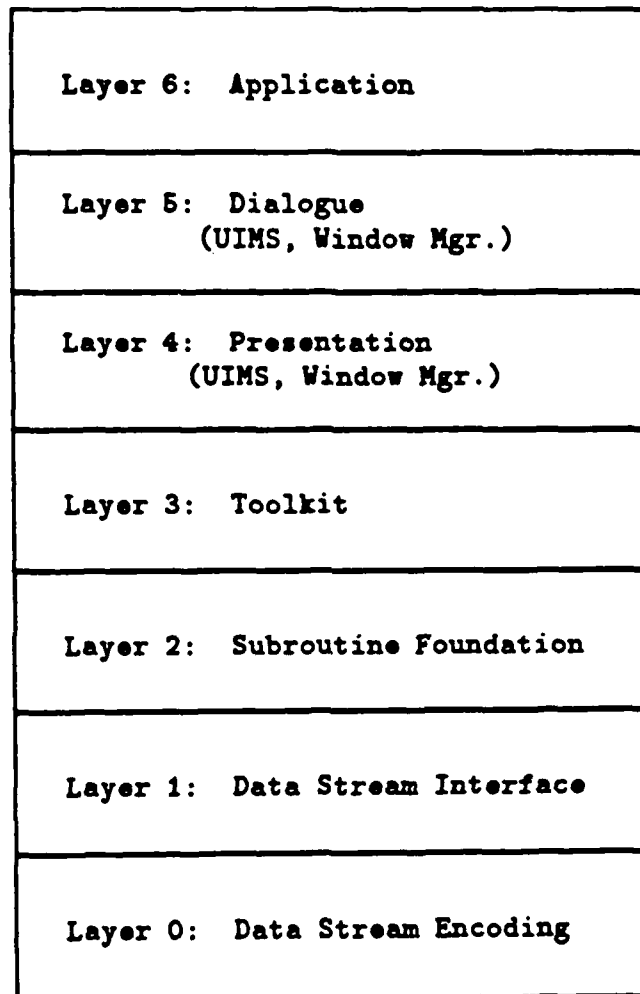 Layer 6: Application
Layer 5: Dialogue
(UIMS, Window Mgr.)
Layer 4: Presentation
(UIMS, Window Mgr.)
Layer 3: Toolkit
Layer 2: Subroutine Foundation
Layer 1: Data Stream Interface
Layer 0: Data Stream Encoding